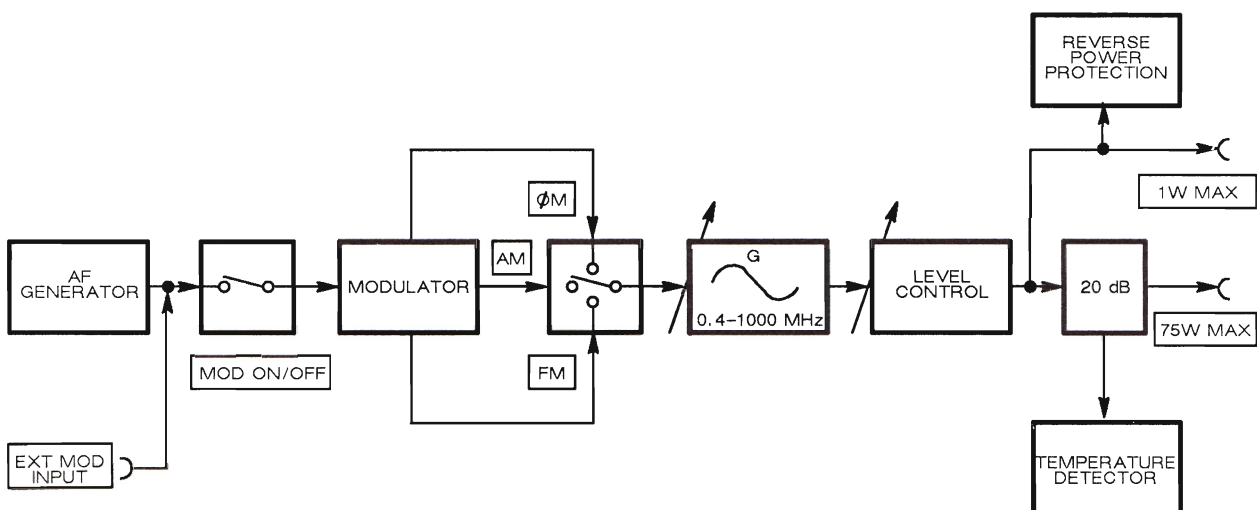 REVERSE
POWER
PROTECTION
1W MAX
ØM
AM
G
AF
GENERATOR
MODULATOR
LEVEL
CONTROL
20 dB
0.4-1000 MHz
75W MAX
MOD ON/OFF
FM
EXT MOD
INPUT
TEMPERATURE
DETECTOR